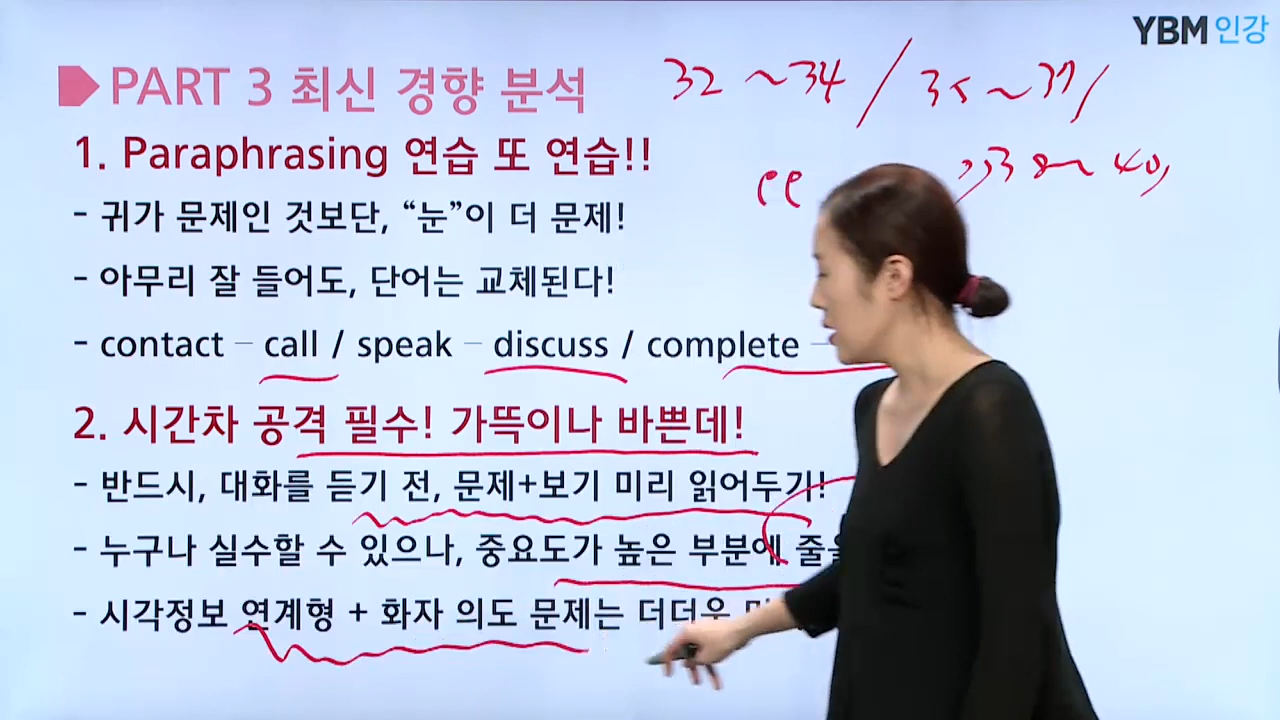 YBM 인강
PART 3 최신 경향 분석
32 ~34 / 35~37/
38~40,
1. Paraphrasing 연습 또 연습!!
- 귀가 문제인 것보단, “눈”이 더 문제!
- 아무리 잘 들어도, 단어는 교체된다!
- contact – call / speak – discuss / complete –
2. 시간차 공격 필수! 가뜩이나 바쁜데!
- 반드시, 대화를 듣기 전, 문제+보기 미리 읽어두기!
- 누구나 실수할 수 있으나, 중요도가 높은 부분에 줄을
- 시각정보 연계형 + 화자 의도 문제는 더더욱